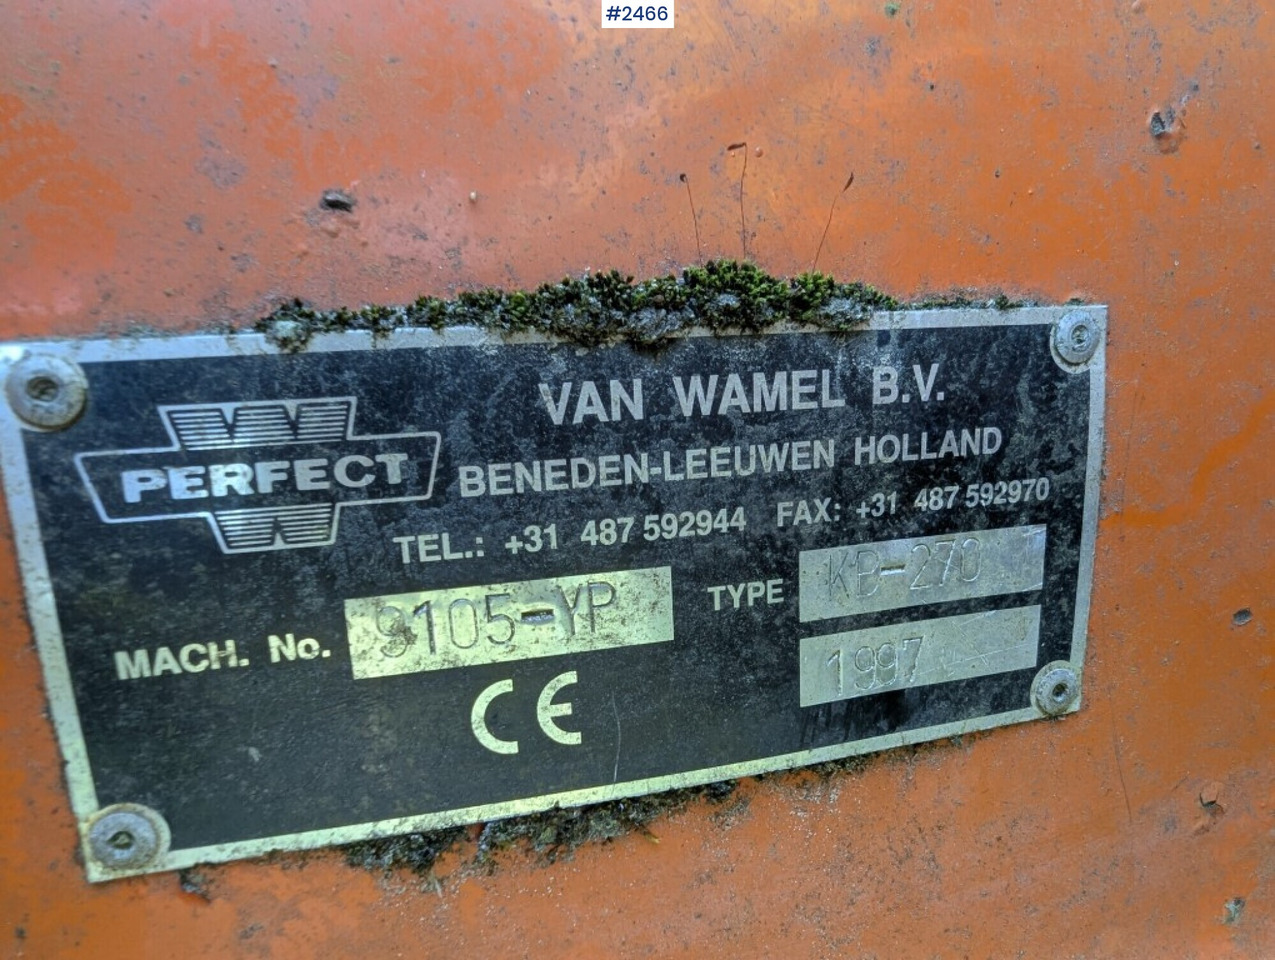 #2466
VAN WAMEL B.V.
PERFECT
BENEDEN-LEEUWEN HOLLAND
TEL.: +31 487 592944 FAX: +31 487 592970
MACH. No. 9105-YP TYPE KB-270
1997
CE